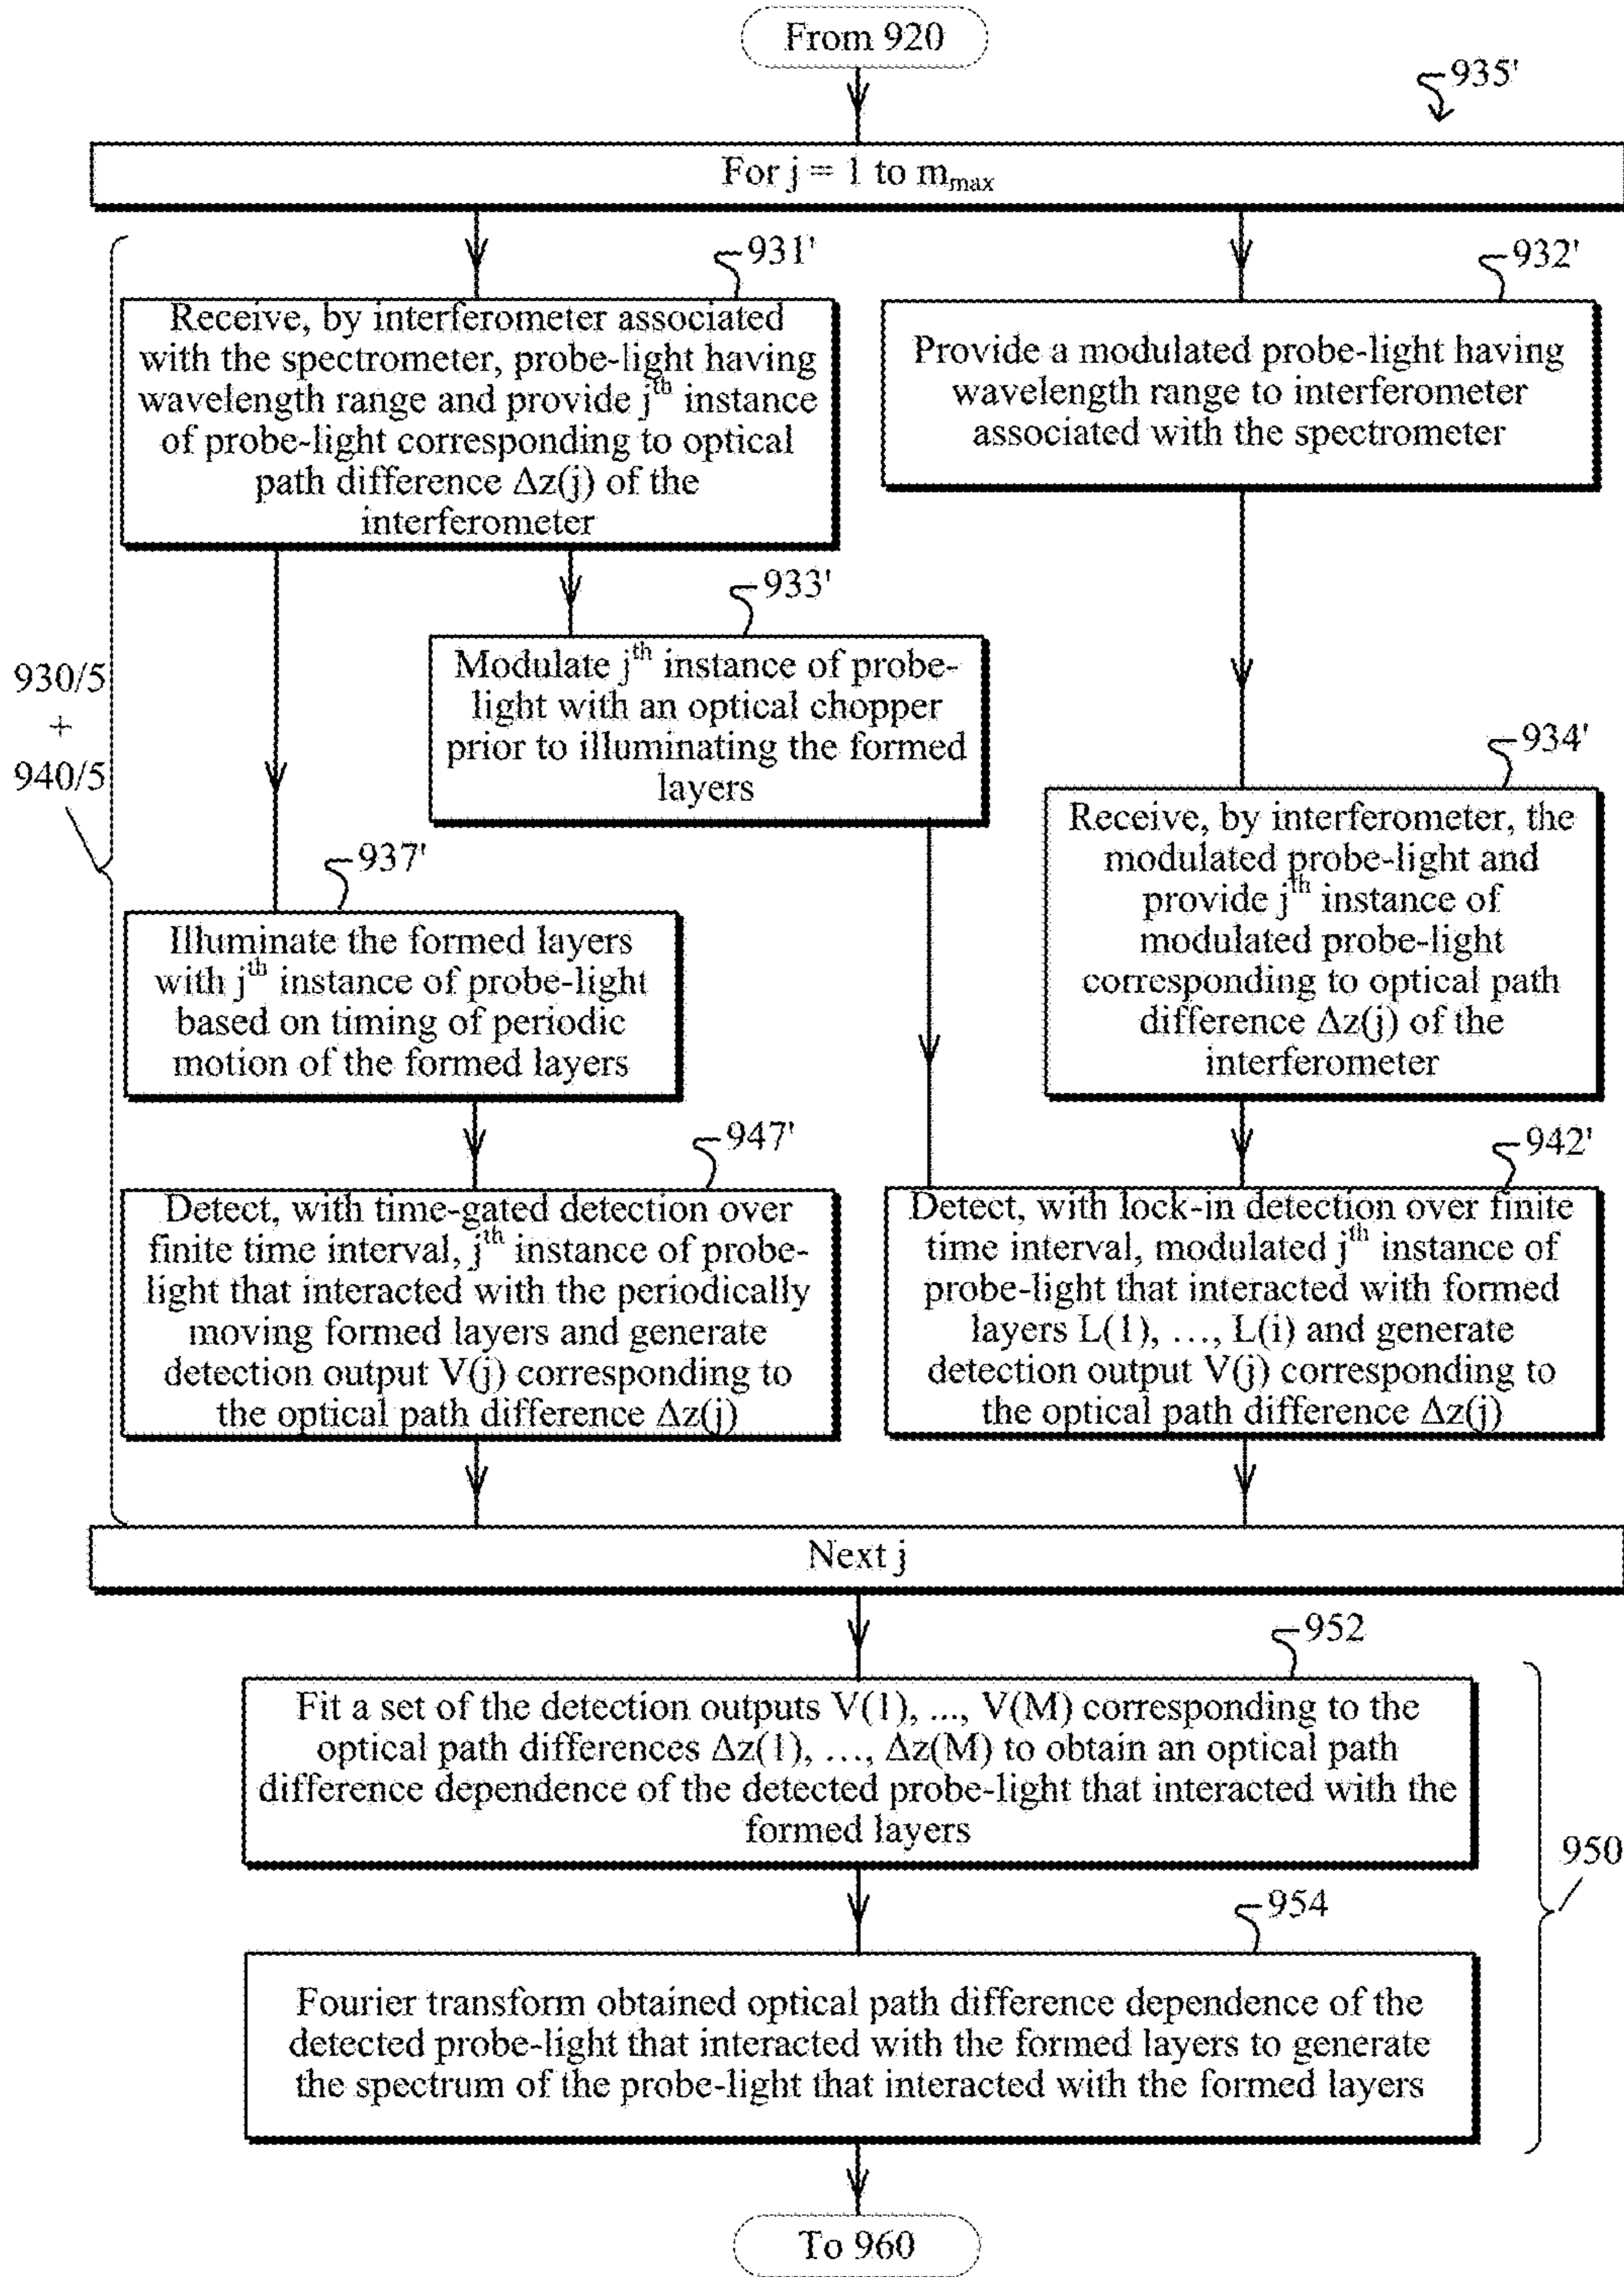 From 920
935'
For j = 1 to mmax
931'
932'
Receive, by interferometer associated
with the spectrometer, probe-light having
wavelength range and provide jth instance
of probe-light corresponding to optical
path difference Δz(j) of the
interferometer
Provide a modulated probe-light having
wavelength range to interferometer
associated with the spectrometer
933'
Modulate jth instance of probe-
light with an optical chopper
prior to illuminating the formed
layers
930/5
+
940/5
934'
Receive, by interferometer, the
modulated probe-light and
provide jth instance of
modulated probe-light
corresponding to optical path
difference Δz(j) of the
interferometer
937'
Illuminate the formed layers
with jth instance of probe-light
based on timing of periodic
motion of the formed layers
947'
Detect, with time-gated detection over
finite time interval, jth instance of probe-
light that interacted with the periodically
moving formed layers and generate
detection output V(j) corresponding to
the optical path difference Δz(j)
942'
Detect, with lock-in detection over finite
time interval, modulated jth instance of
probe-light that interacted with formed
layers L(1), …, L(i) and generate
detection output V(j) corresponding to
the optical path difference Δz(j)
Next j
952
Fit a set of the detection outputs V(1), ..., V(M) corresponding to the
optical path differences Δz(1), …, Δz(M) to obtain an optical path
difference dependence of the detected probe-light that interacted with the
formed layers
950
954
Fourier transform obtained optical path difference dependence of the
detected probe-light that interacted with the formed layers to generate
the spectrum of the probe-light that interacted with the formed layers
To 960